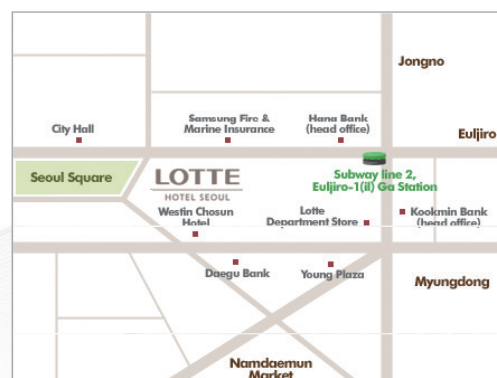 Jongno
City Hall
Samsung Fire &
Marine Insurance
Hana Bank
(head office)
Euljiro
Seoul Square
LOTTE
HOTEL SEOUL
Subway line 2,
Euljiro-1(il) Ga Station
Westin Chosun
Hotel
Lotte
Department Store
Kookmin Bank
(head office)
Daegu Bank
Young Plaza
Myungdong
Namdaemun
Market